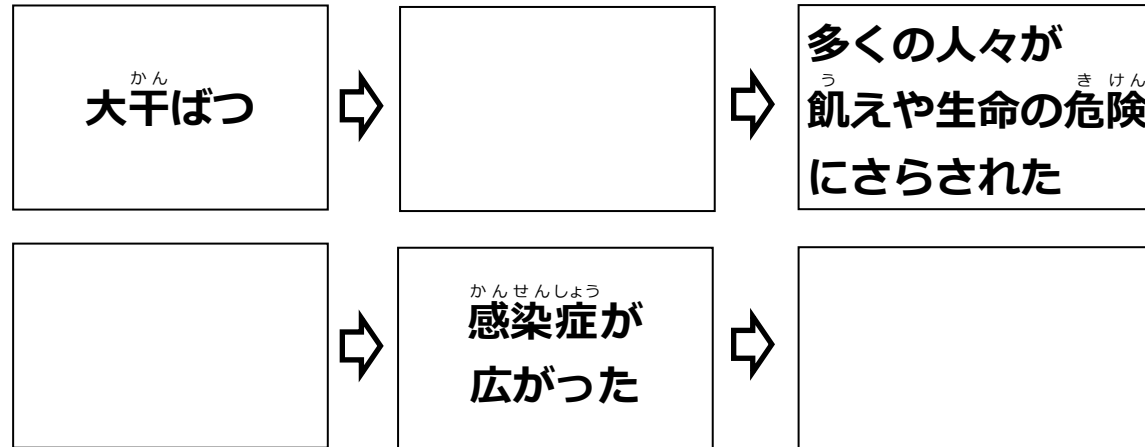 大干ばつ
多くの人々が
飢えや生命の危険
にさらされた
感染症が
広がった
かん
う
きけん
かんせんしょう